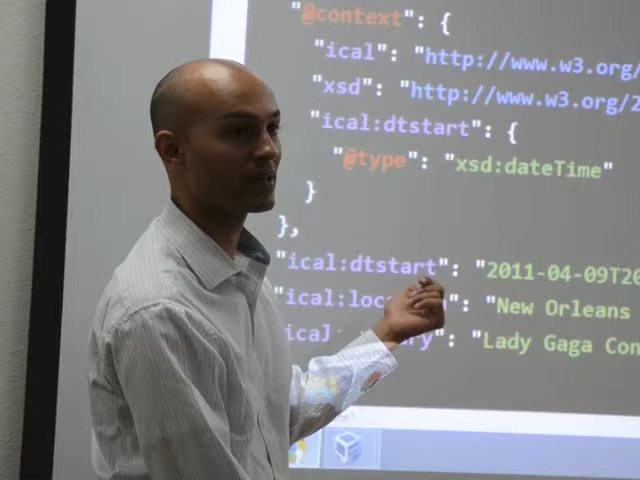 "@context": {
"ical": "http://www.w3.org/
"xsd": "http://www.w3.org/2
"ical:dtstart": {
"@type": "xsd:dateTime"
}
},
"ical:dtstart": "2011-04-09T20
"ical: "New Orleans
ical "Lady Gaga Con